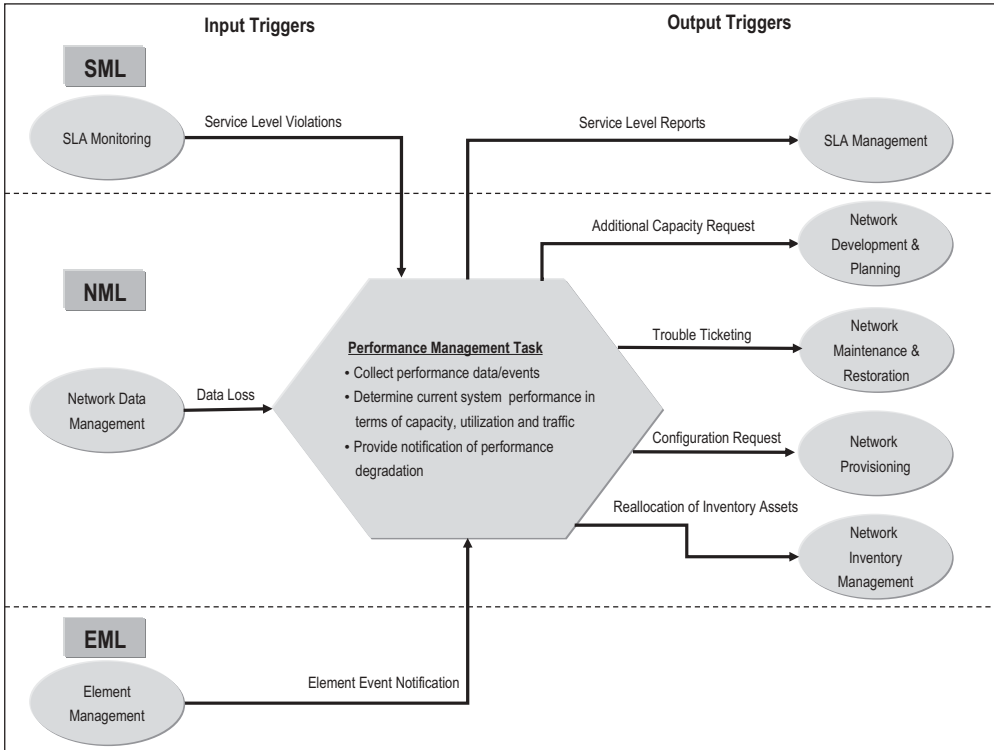 Input Triggers
Output Triggers
SML
SLA Monitoring
Service Level Violations
Service Level Reports
SLA Management
Additional Capacity Request
Network
Development &
Planning
NML
Performance Management Task
• Collect performance data/events
• Determine current system performance in
terms of capacity, utilization and traffic
• Provide notification of performance
degradation
Trouble Ticketing
Network
Maintenance &
Restoration
Network Data
Management
Data Loss
Configuration Request
Network
Provisioning
Reallocation of Inventory Assets
Network
Inventory
Management
EML
Element
Management
Element Event Notification